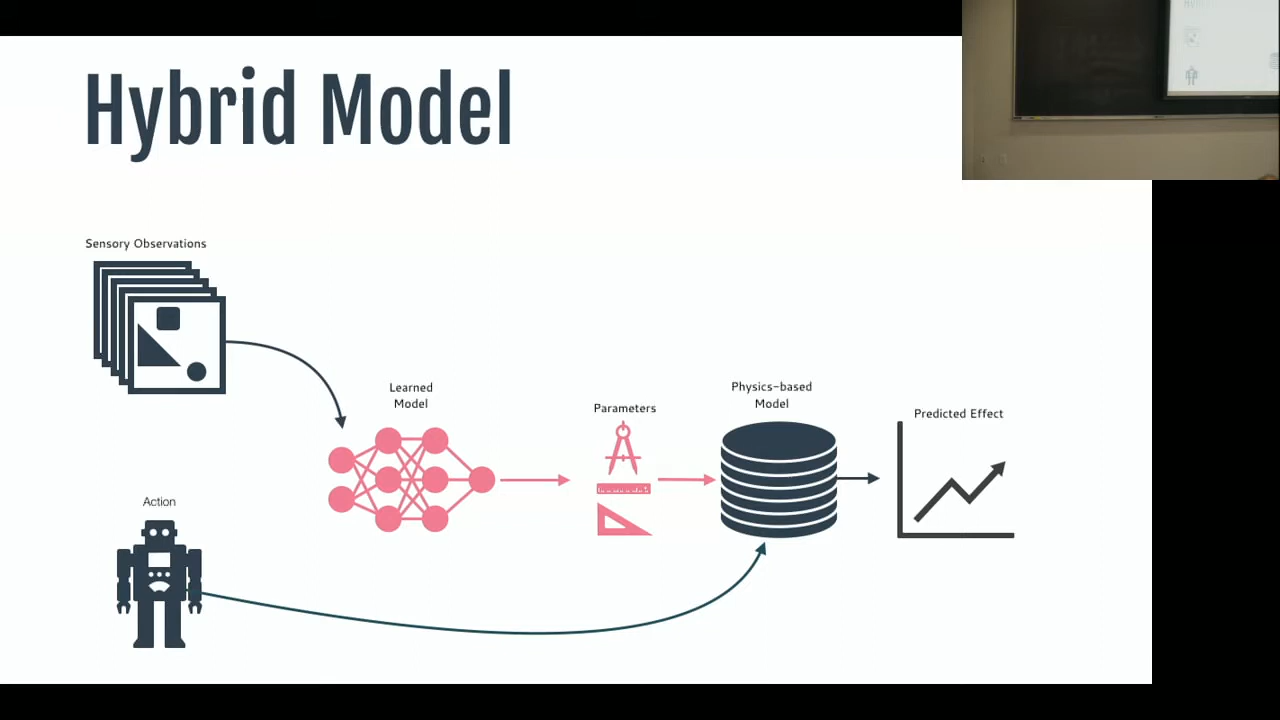 Hybrid Model
Sensory Observations
Learned
Model
Parameters
Physics-based
Model
Predicted Effect
Action